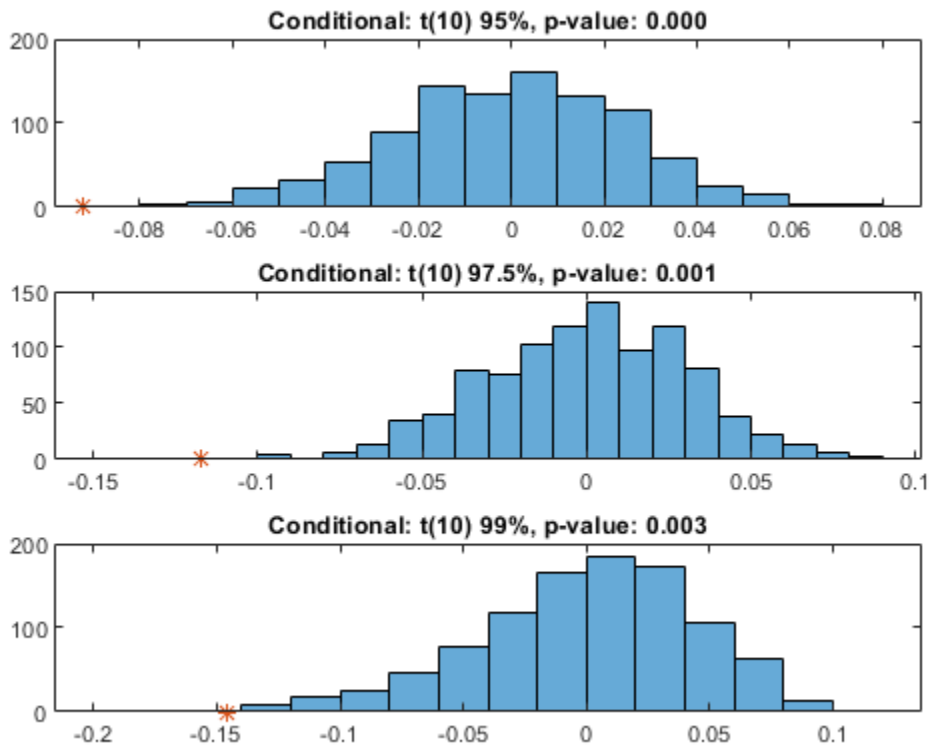 Conditional: t(10) 95%, p-value: 0.000
200
100
0
-0.08 -0.06 -0.04 -0.02 0 0.02 0.04 0.06 0.08
Conditional: t(10) 97.5%, p-value: 0.001
150
100
50
0
-0.15 -0.1 -0.05 0 0.05 0.1
Conditional: t(10) 99%, p-value: 0.003
200
100
0
-0.2 -0.15 -0.1 -0.05 0 0.05 0.1